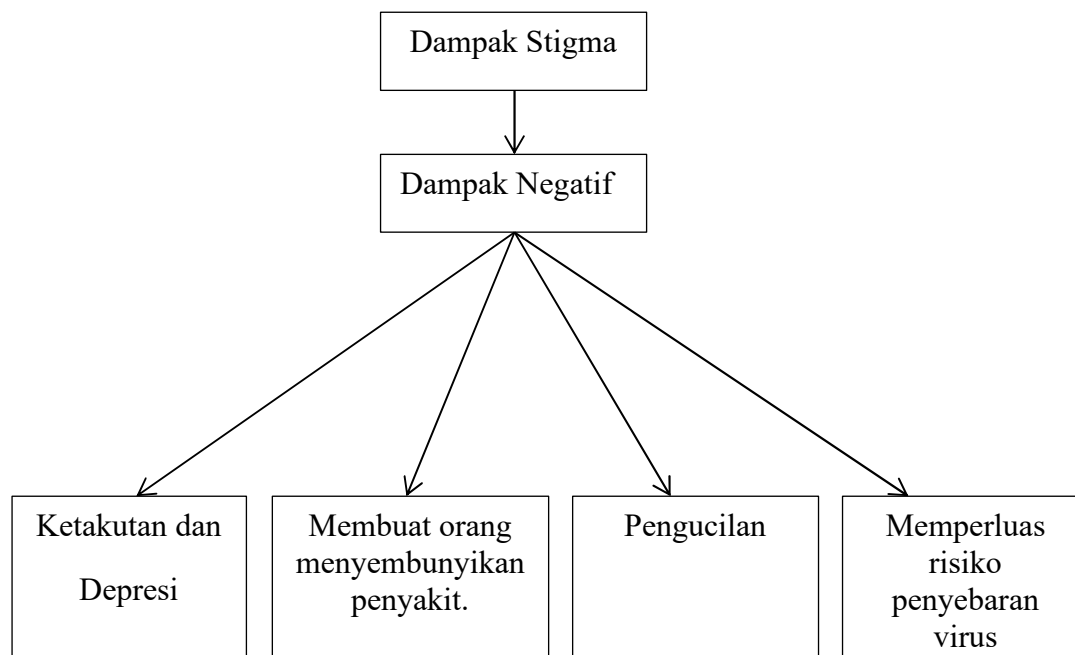 Dampak Stigma
Dampak Negatif
Ketakutan dan
Depresi
Membuat orang
menyembunyikan
penyakit.
Pengucilan
Memperluas
risiko
penyebaran
virus